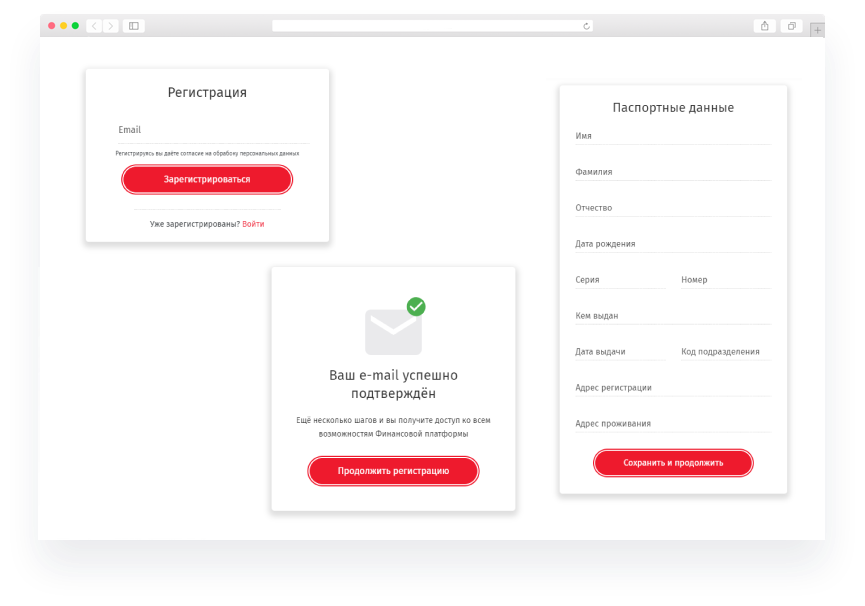 Регистрация
Email
Регистрируясь вы даёте согласие на обрабоку персональных данных
Зарегистрироваться
Уже зарегистрированы? Войти
Ваш e-mail успешно
подтверждён
Ещё несколько шагов и вы получите доступ ко всем
возможностям Финансовой платформы
Продолжить регистрацию
Паспортные данные
Имя
Фамилия
Отчество
Дата рождения
Серия Номер
Кем выдан
Дата выдачи Код подразделения
Адрес регистрации
Адрес проживания
Сохранить и продолжить